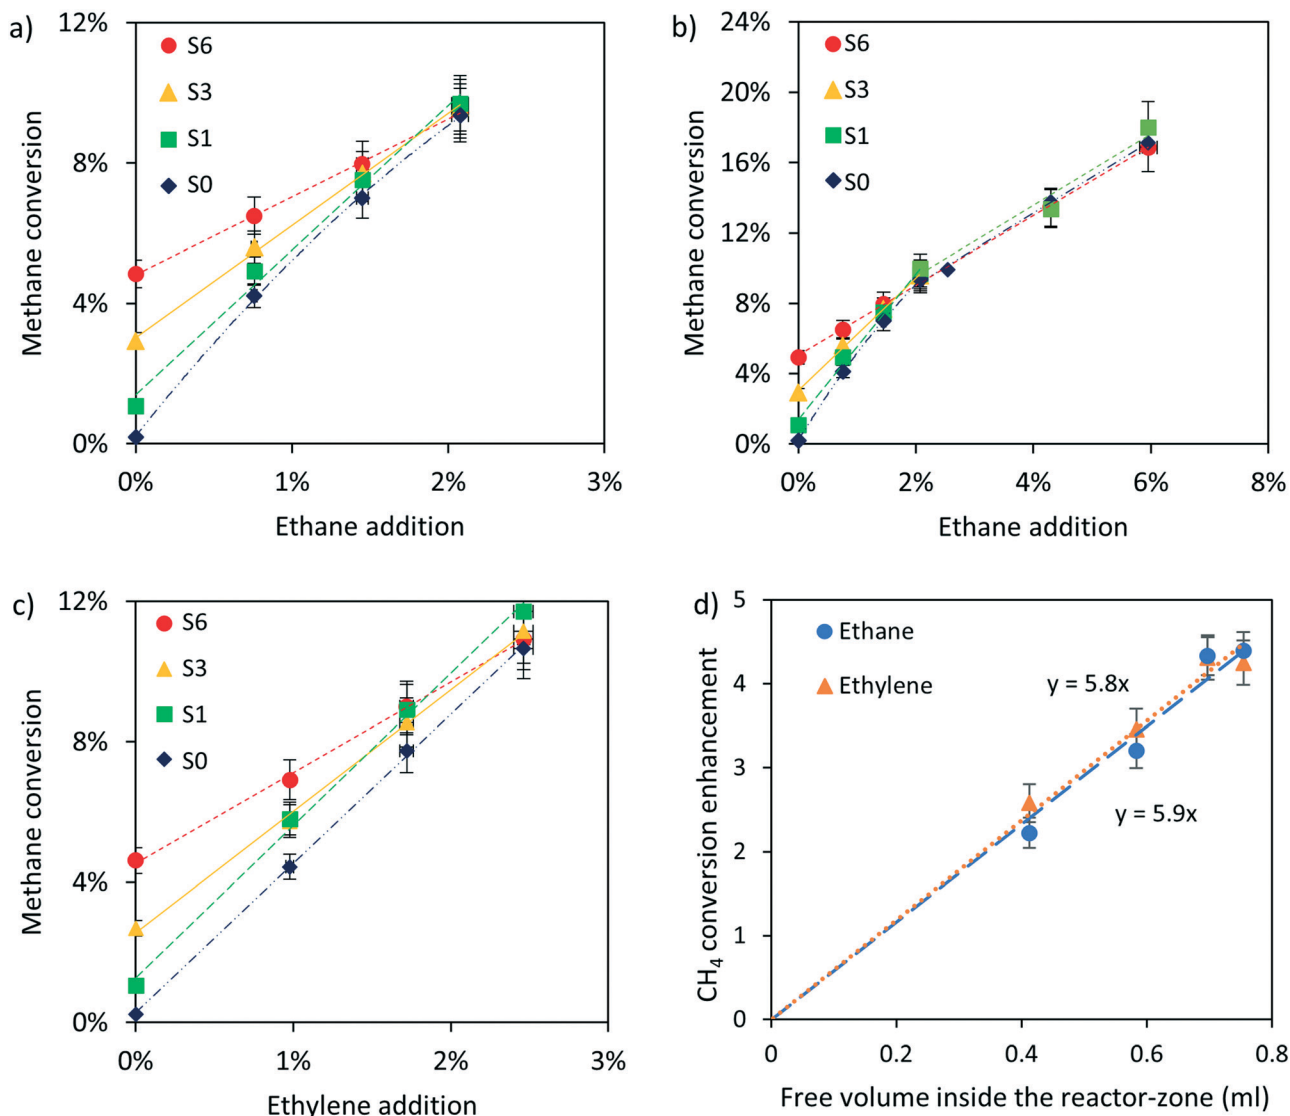 a)
12%
8%
4%
0%
Methane conversion
S6
S3
S1
S0
0%
1%
2%
3%
Ethane addition
b)
24%
20%
16%
12%
8%
4%
0%
Methane conversion
S6
S3
S1
S0
0%
2%
4%
6%
8%
Ethane addition
c)
12%
8%
4%
0%
Methane conversion
S6
S3
S1
S0
0%
1%
2%
3%
Ethylene addition
d)
5
4
3
2
1
0
CH₄ conversion enhancement
Ethane
Ethylene
y = 5.8x
y = 5.9x
0
0.2
0.4
0.6
0.8
Free volume inside the reactor-zone (ml)